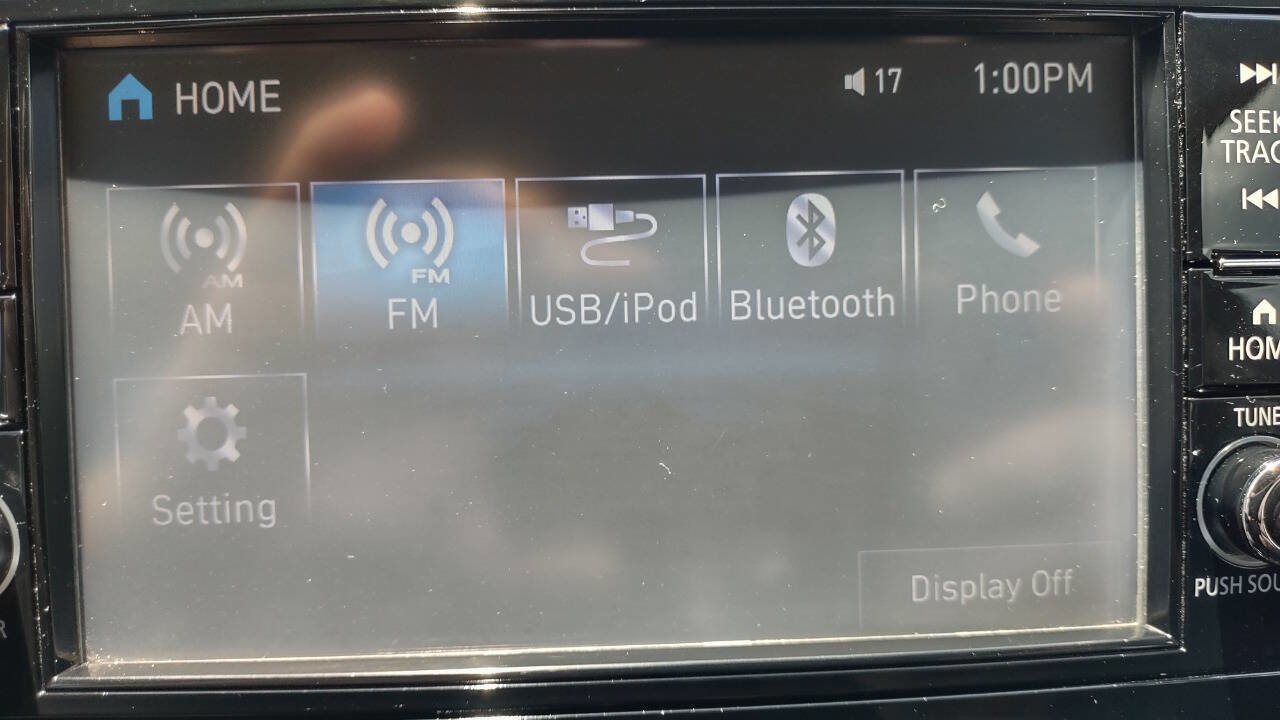 HOME
17
1:00PM
AM
AM
FM
FM
USB/iPod
Bluetooth
Phone
Setting
Display Off
SEEK
TRAC
HOM
TUNE
PUSH SOU
R